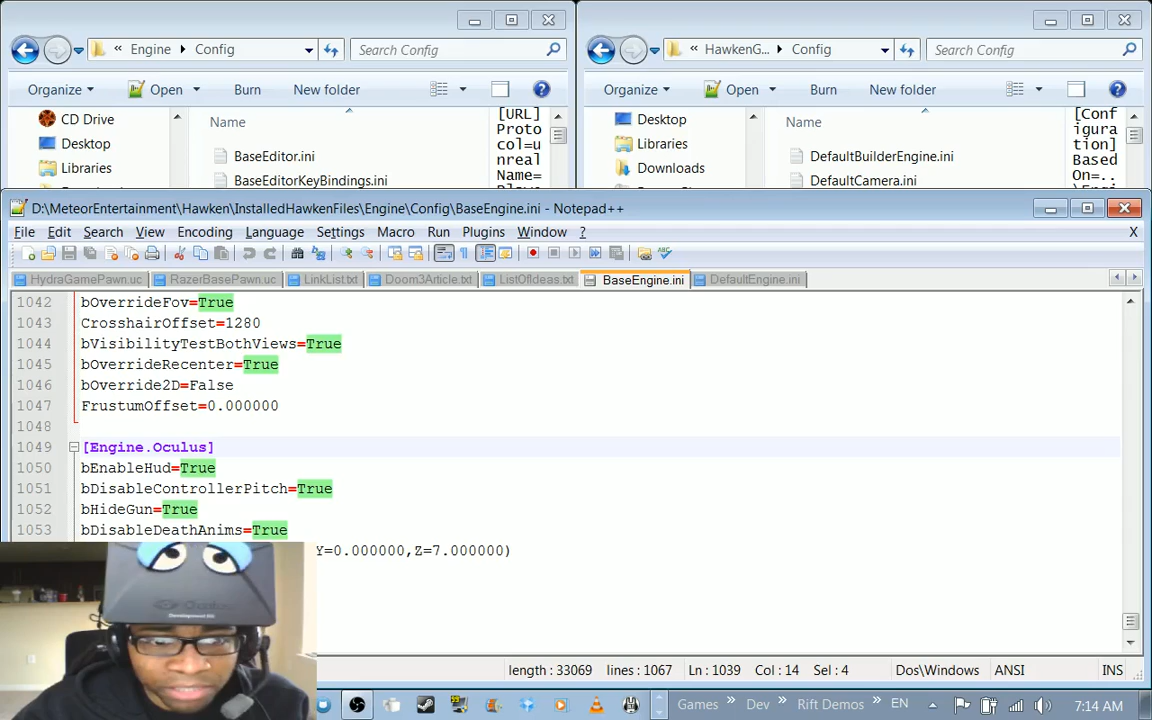 « Engine ▸ Config
Search Config
« HawkenG... ▸ Config
Search Config
Organize
Open
Burn
New folder
Organize
Open
Burn
New folder
CD Drive
Desktop
Libraries
Name
BaseEditor.ini
BaseEditorKeyBindings.ini
[URL]
Proto
col=u
nreal
Name=
Desktop
Libraries
Downloads
Name
DefaultBuilderEngine.ini
DefaultCamera.ini
[Conf
igura
tion]
Based
On=..
D:\MeteorEntertainment\Hawken\InstalledHawkenFiles\Engine\Config\BaseEngine.ini - Notepad++
File Edit Search View Encoding Language Settings Macro Run Plugins Window ? X
HydraGamePawn.uc RazerBasePawn.uc LinkList.txt Doom3Article.txt ListOfIdeas.txt BaseEngine.ini DefaultEngine.ini
1042 bOverrideFov=True
1043 CrosshairOffset=1280
1044 bVisibilityTestBothViews=True
1045 bOverrideRecenter=True
1046 bOverride2D=False
1047 FrustumOffset=0.000000
1048
1049 [Engine.Oculus]
1050 bEnableHud=True
1051 bDisableControllerPitch=True
1052 bHideGun=True
1053 bDisableDeathAnims=True
Y=0.000000,Z=7.000000)
length : 33069 lines : 1067 Ln : 1039 Col : 14 Sel : 4 Dos\Windows ANSI INS
Games » Dev » Rift Demos » EN 7:14 AM